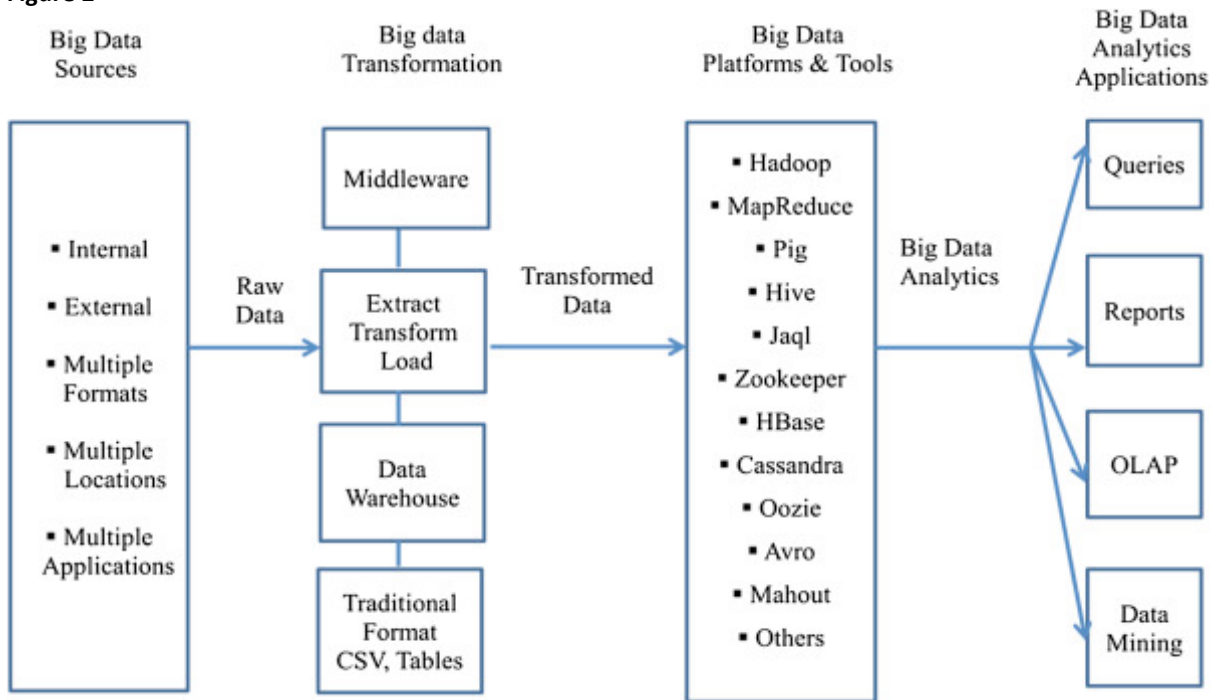 Big Data
Sources
Big data
Transformation
Big Data
Platforms & Tools
Big Data
Analytics
Applications
▪ Internal
▪ External
▪ Multiple
Formats
▪ Multiple
Locations
▪ Multiple
Applications
Raw
Data
Middleware
Extract
Transform
Load
Data
Warehouse
Traditional
Format
CSV, Tables
Transformed
Data
▪ Hadoop
▪ MapReduce
▪ Pig
▪ Hive
▪ Jaql
▪ Zookeeper
▪ HBase
▪ Cassandra
▪ Oozie
▪ Avro
▪ Mahout
▪ Others
Big Data
Analytics
Queries
Reports
OLAP
Data
Mining